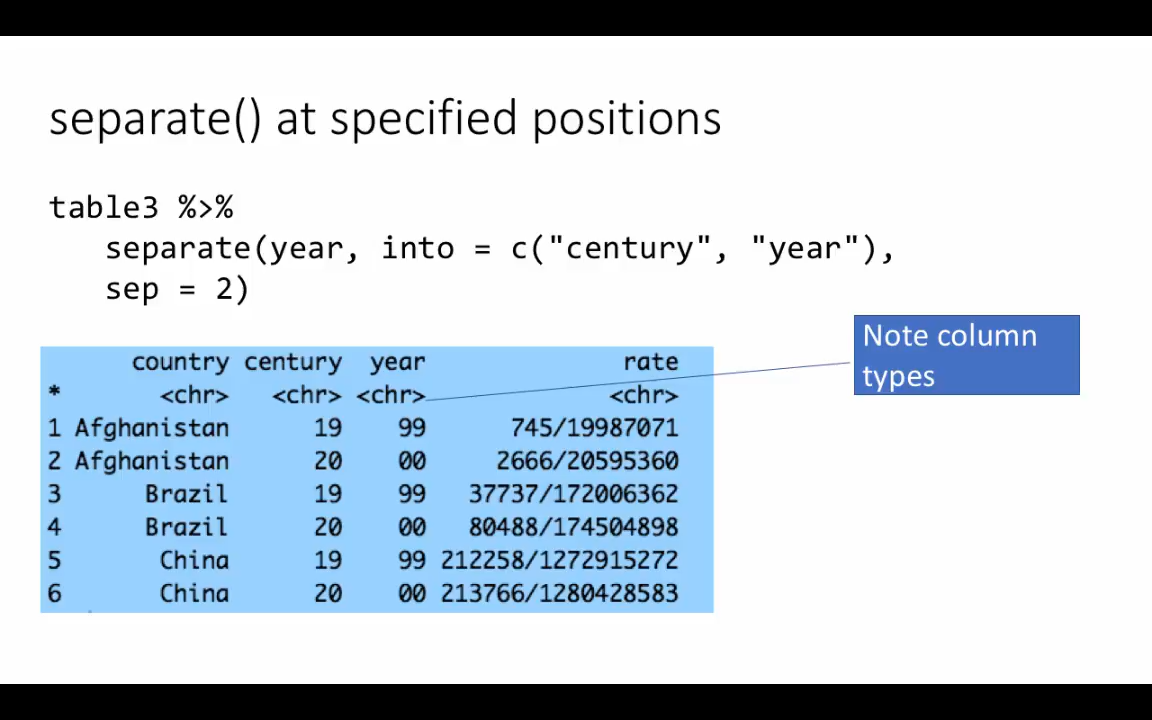 separate() at specified positions
table3 %>%
separate(year, into = c("century", "year"),
sep = 2)
Note column
types
country century year rate
* <chr> <chr> <chr> <chr>
1 Afghanistan 19 99 745/19987071
2 Afghanistan 20 00 2666/20595360
3 Brazil 19 99 37737/172006362
4 Brazil 20 00 80488/174504898
5 China 19 99 212258/1272915272
6 China 20 00 213766/1280428583